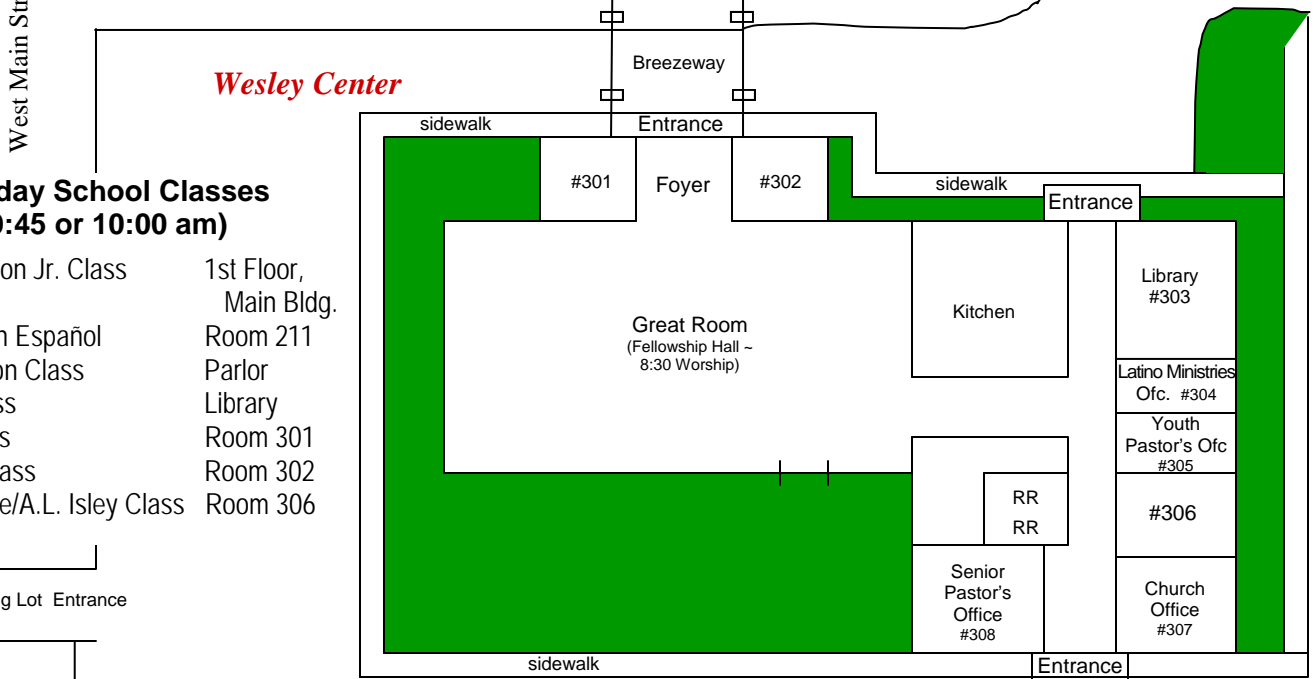 West Main Str
Breezeway
Wesley Center
sidewalk
Entrance
day School Classes
:45 or 10:00 am)
on Jr. Class 1st Floor,
Main Bldg.
n Español Room 211
on Class Parlor
ss Library
s Room 301
ass Room 302
e/A.L. Isley Class Room 306
g Lot Entrance
#301
Foyer
#302
sidewalk
Entrance
Great Room
(Fellowship Hall ~
8:30 Worship)
Kitchen
Library
#303
Latino Ministries
Ofc. #304
Youth
Pastor's Ofc
#305
#306
RR
RR
Senior
Pastor's
Office
#308
Church
Office
#307
sidewalk
Entrance